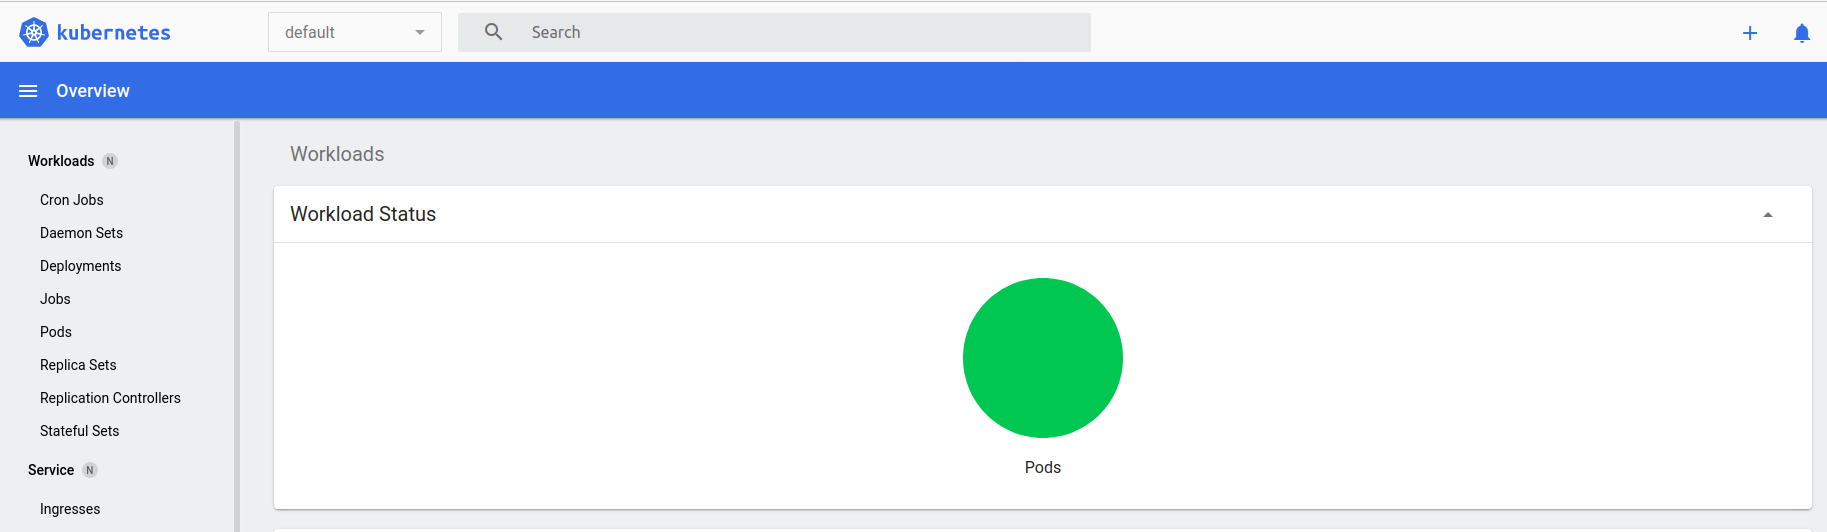 kubernetes
default
Search
Overview
Workloads N
Cron Jobs
Daemon Sets
Deployments
Jobs
Pods
Replica Sets
Replication Controllers
Stateful Sets
Service N
Ingresses
Workloads
Workload Status
Pods